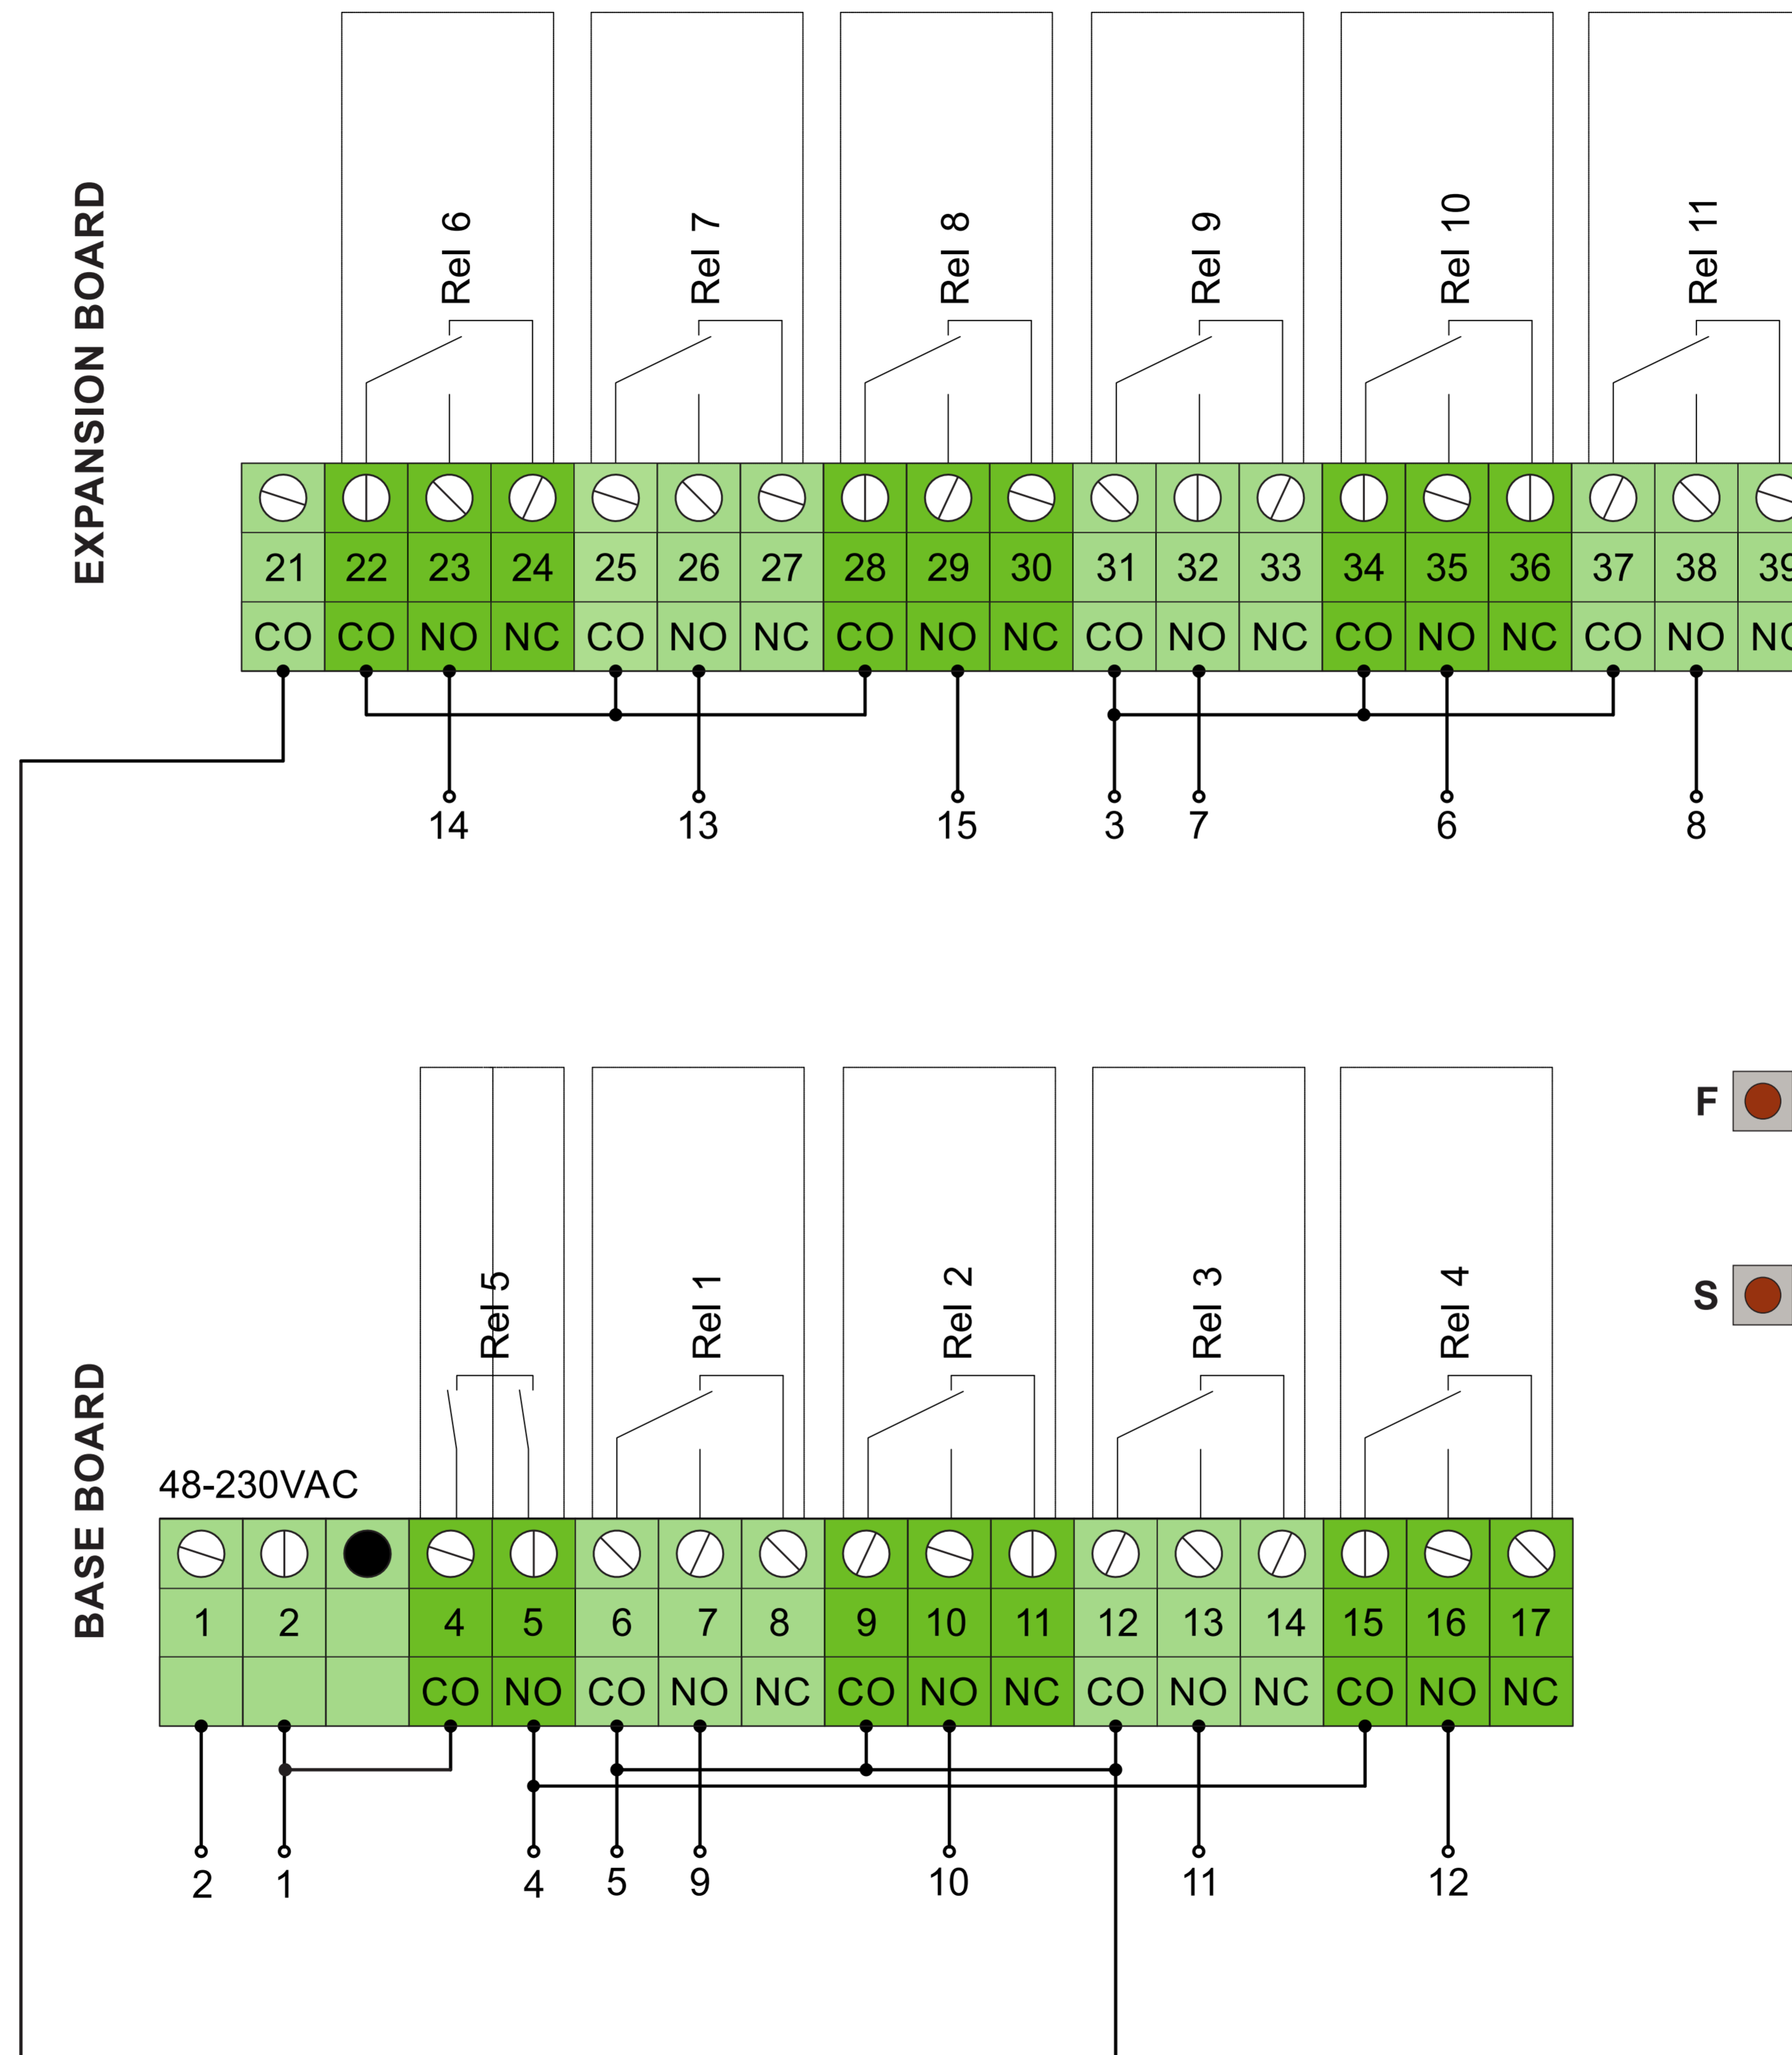 EXPANSION BOARD
Rel 6 Rel 7 Rel 8 Rel 9 Rel 10 Rel 11
21 22 23 24 25 26 27 28 29 30 31 32 33 34 35 36 37 38 39
CO CO NO NC CO NO NC CO NO NC CO NO NC CO NO NC CO NO NC
14 13 15 3 7 6 8
F
S
BASE BOARD
Rel 5 Rel 1 Rel 2 Rel 3 Rel 4
48-230VAC
1 2 4 5 6 7 8 9 10 11 12 13 14 15 16 17
CO NO CO NO NC CO NO NC CO NO NC CO NO NC
2 1 4 5 9 10 11 12